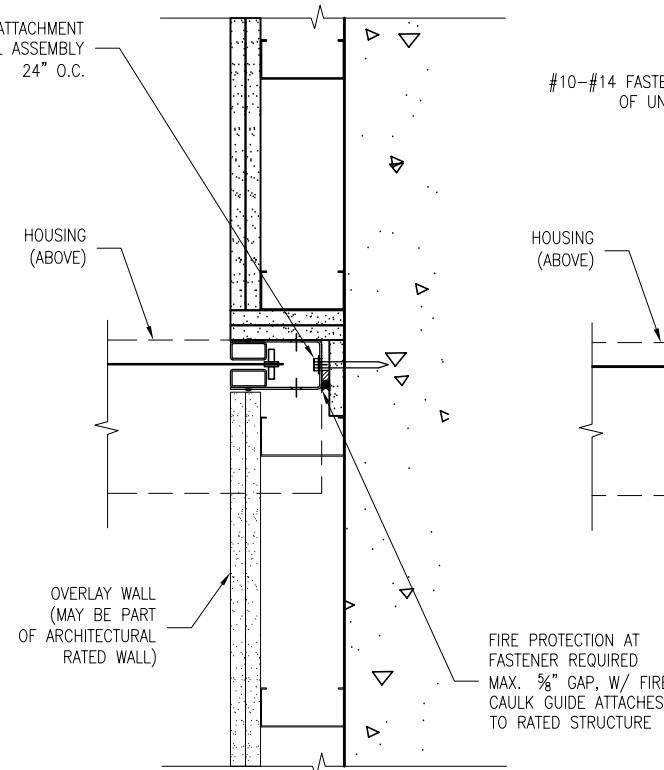 ATTACHMENT
ASSEMBLY
24" O.C.
#10-#14 FASTE
OF UN
HOUSING
(ABOVE)
HOUSING
(ABOVE)
OVERLAY WALL
(MAY BE PART
OF ARCHITECTURAL
RATED WALL)
FIRE PROTECTION AT
FASTENER REQUIRED
MAX. ⅝" GAP, W/ FIRE
CAULK GUIDE ATTACHES
TO RATED STRUCTURE